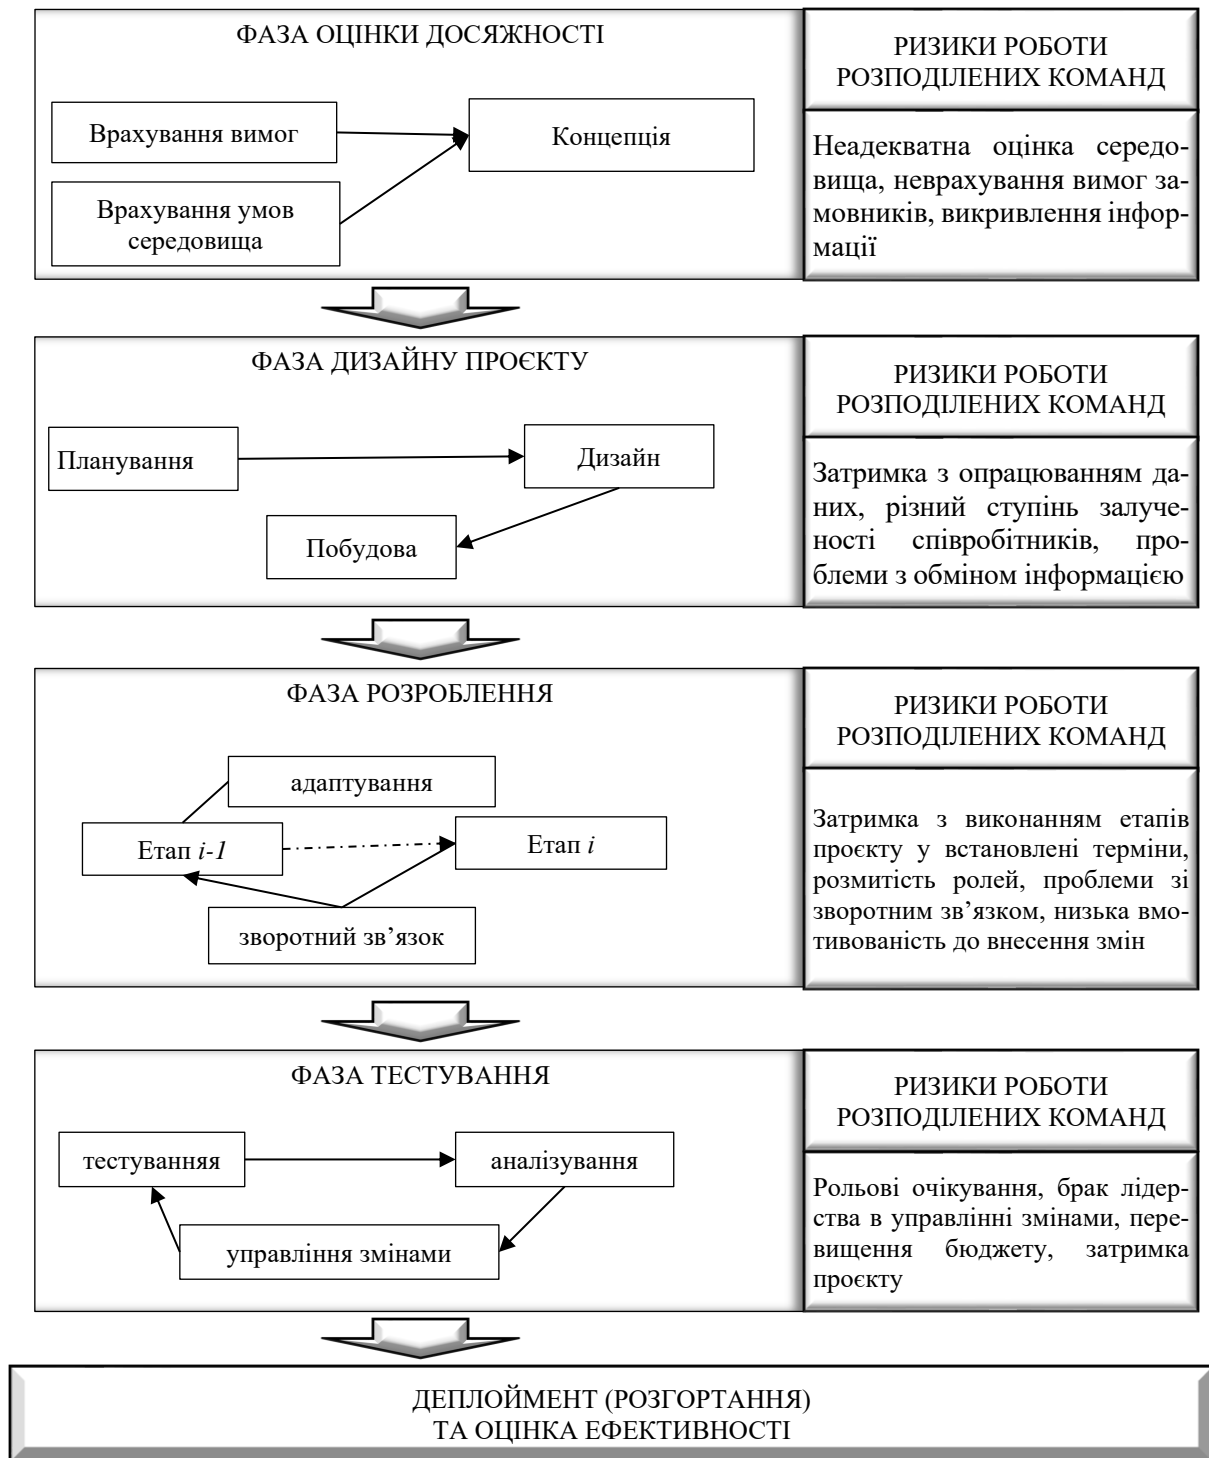 ФАЗА ОЦІНКИ ДОСЯЖНОСТІ
Врахування вимог
Концепція
Врахування умов
середовища
РИЗИКИ РОБОТИ
РОЗПОДІЛЕНИХ КОМАНД
Неадекватна оцінка середо-
вища, неврахування вимог за-
мовників, викривлення інфор-
мації
ФАЗА ДИЗАЙНУ ПРОЄКТУ
Планування
Дизайн
Побудова
РИЗИКИ РОБОТИ
РОЗПОДІЛЕНИХ КОМАНД
Затримка з опрацюванням да-
них, різний ступінь залуче-
ності співробітників, про-
блеми з обміном інформацією
ФАЗА РОЗРОБЛЕННЯ
адаптування
Етап i-1
Етап i
зворотний зв’язок
РИЗИКИ РОБОТИ
РОЗПОДІЛЕНИХ КОМАНД
Затримка з виконанням етапів
проєкту у встановлені терміни,
розмитість ролей, проблеми зі
зворотним зв’язком, низька вмо-
тивованість до внесення змін
ФАЗА ТЕСТУВАННЯ
тестуванняя
аналізування
управління змінами
РИЗИКИ РОБОТИ
РОЗПОДІЛЕНИХ КОМАНД
Рольові очікування, брак лідер-
ства в управлінні змінами, пере-
вищення бюджету, затримка
проєкту
ДЕПЛОЙМЕНТ (РОЗГОРТАННЯ)
ТА ОЦІНКА ЕФЕКТИВНОСТІ